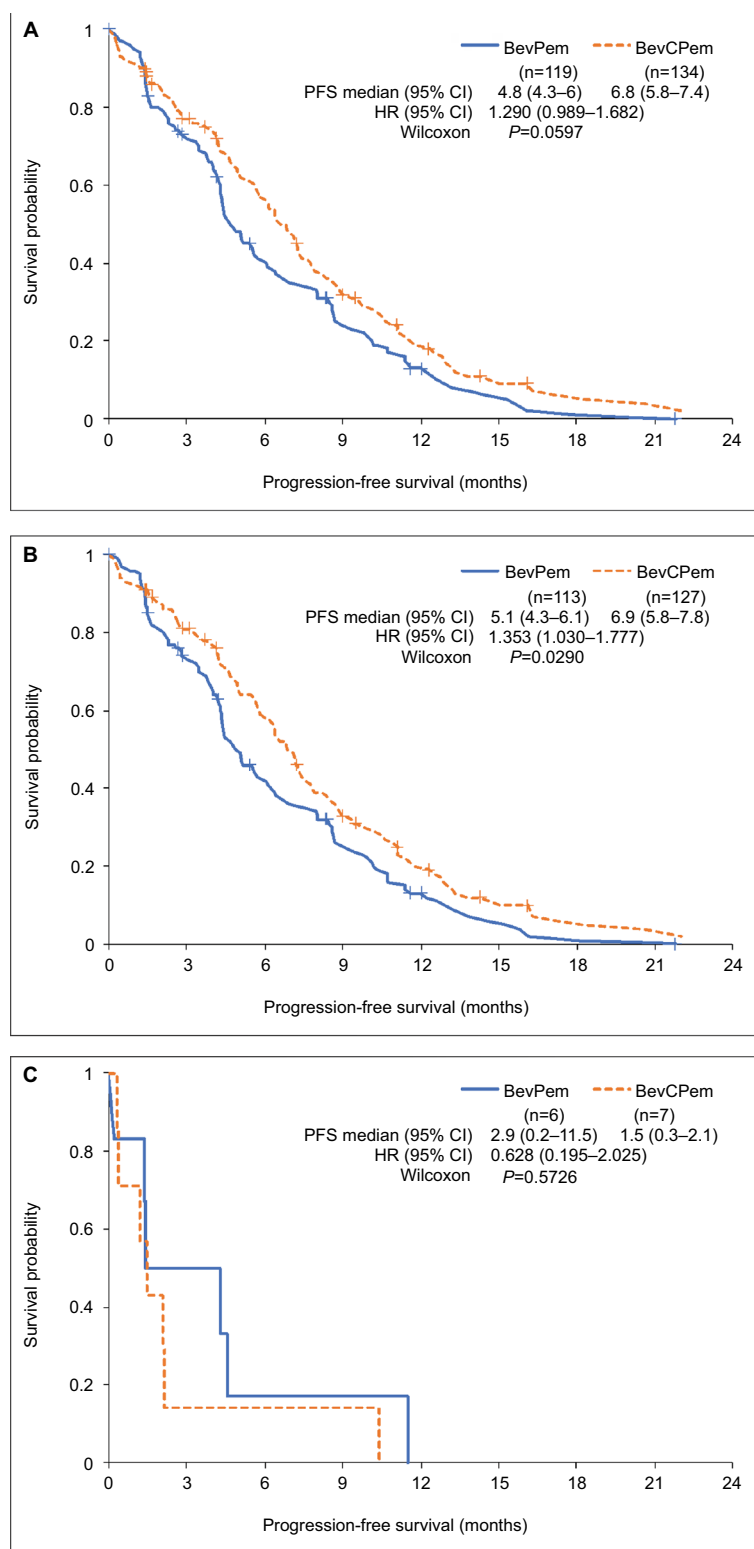 A
BevPem BevCPem
(n=119) (n=134)
PFS median (95% CI) 4.8 (4.3–6) 6.8 (5.8–7.4)
HR (95% CI) 1.290 (0.989–1.682)
Wilcoxon P=0.0597
Survival probability
1
0.8
0.6
0.4
0.2
0
0 3 6 9 12 15 18 21 24
Progression-free survival (months)
B
BevPem BevCPem
(n=113) (n=127)
PFS median (95% CI) 5.1 (4.3–6.1) 6.9 (5.8–7.8)
HR (95% CI) 1.353 (1.030–1.777)
Wilcoxon P=0.0290
Survival probability
1
0.8
0.6
0.4
0.2
0
0 3 6 9 12 15 18 21 24
Progression-free survival (months)
C
BevPem BevCPem
(n=6) (n=7)
PFS median (95% CI) 2.9 (0.2–11.5) 1.5 (0.3–2.1)
HR (95% CI) 0.628 (0.195–2.025)
Wilcoxon P=0.5726
Survival probability
1
0.8
0.6
0.4
0.2
0
0 3 6 9 12 15 18 21 24
Progression-free survival (months)